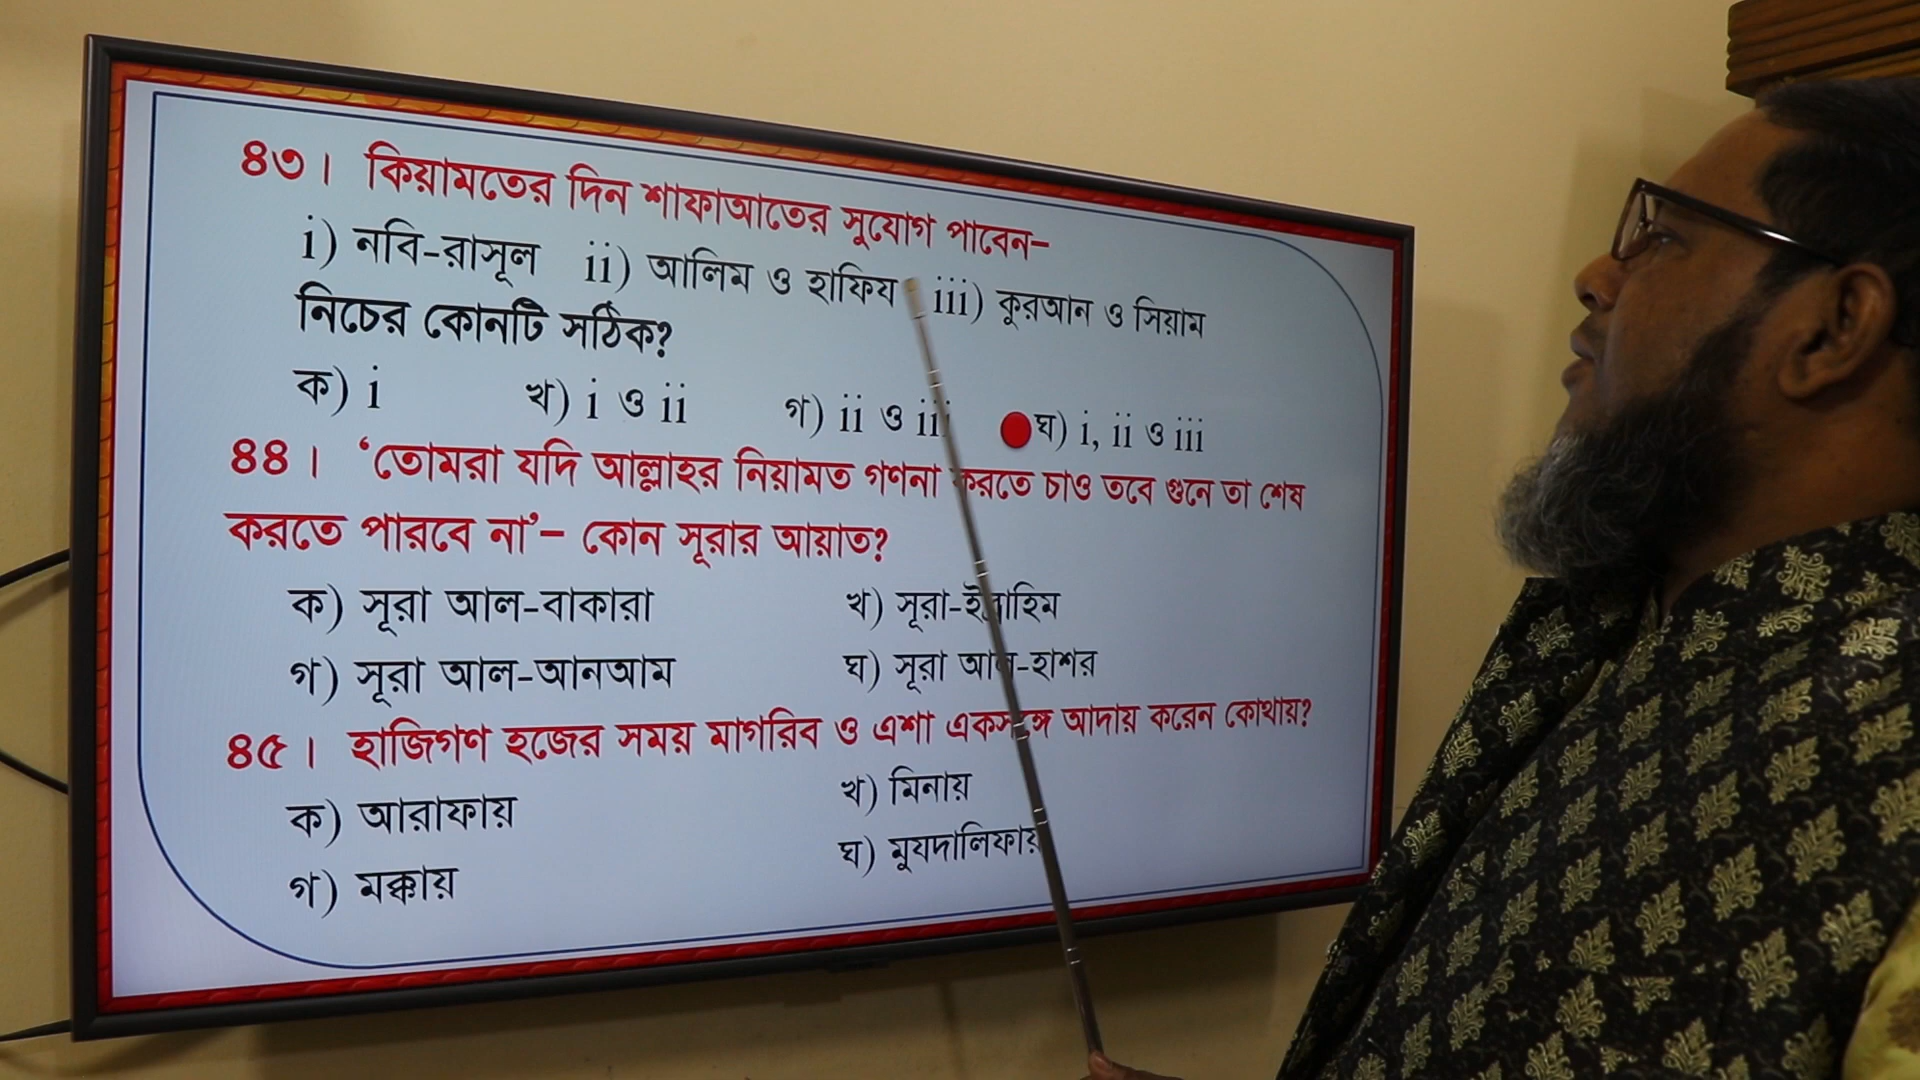 ৪৩। কিয়ামতের দিন শাফাআতের সুযোগ পাবেন–
i) নবি-রাসূল ii) আলিম ও হাফিয iii) কুরআন ও সিয়াম
নিচের কোনটি সঠিক?
ক) i খ) i ও ii গ) ii ও iii ঘ) i, ii ও iii
৪৪। ‘তোমরা যদি আল্লাহর নিয়ামত গণনা করতে চাও তবে গুনে তা শেষ
করতে পারবে না’– কোন সূরার আয়াত?
ক) সূরা আল-বাকারা খ) সূরা-ইব্রাহিম
গ) সূরা আল-আনআম ঘ) সূরা আল-হাশর
৪৫। হাজিগণ হজের সময় মাগরিব ও এশা একসঙ্গে আদায় করেন কোথায়?
ক) আরাফায় খ) মিনায়
গ) মক্কায় ঘ) মুযদালিফায়